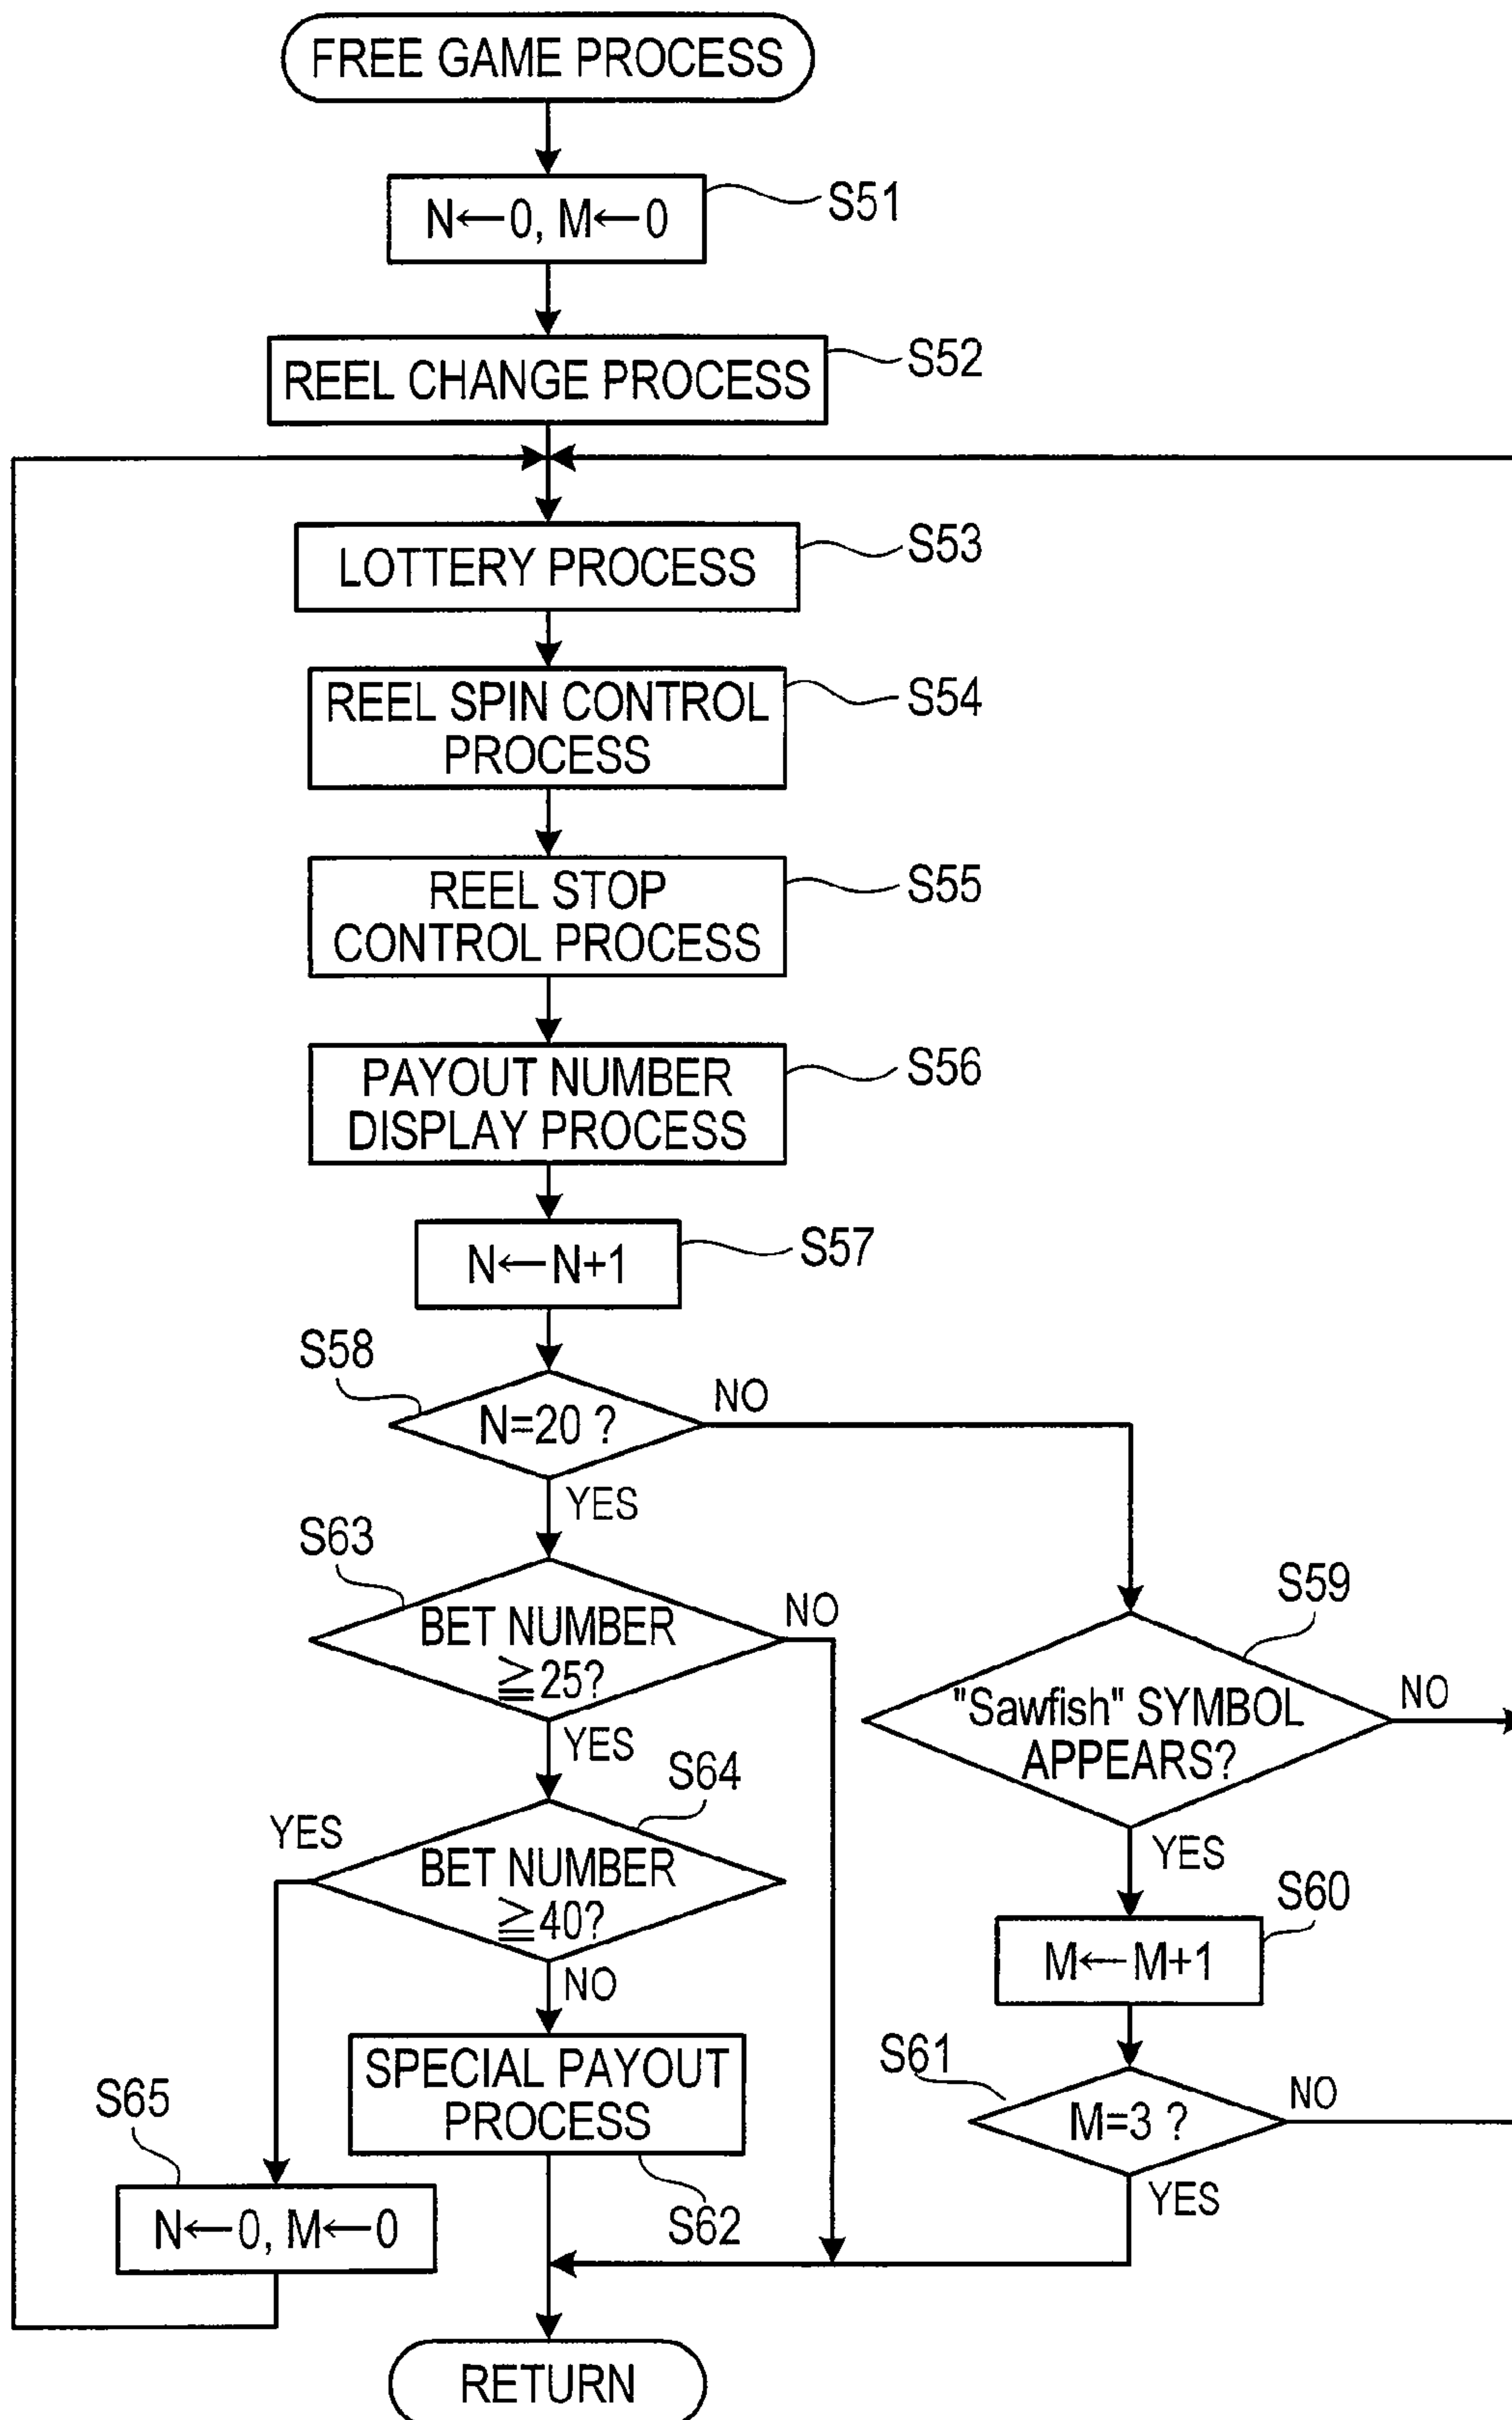 FREE GAME PROCESS
N←0, M←0
S51
REEL CHANGE PROCESS
S52
LOTTERY PROCESS
S53
REEL SPIN CONTROL
PROCESS
S54
REEL STOP
CONTROL PROCESS
S55
PAYOUT NUMBER
DISPLAY PROCESS
S56
N←N+1
S57
S58
N=20 ?
NO
YES
S63
BET NUMBER
≧25?
NO
YES
S59
"Sawfish" SYMBOL
APPEARS?
NO
YES
S64
YES
BET NUMBER
≧40?
NO
S60
M←M+1
S61
M=3 ?
NO
YES
SPECIAL PAYOUT
PROCESS
S62
S65
N←0, M←0
RETURN